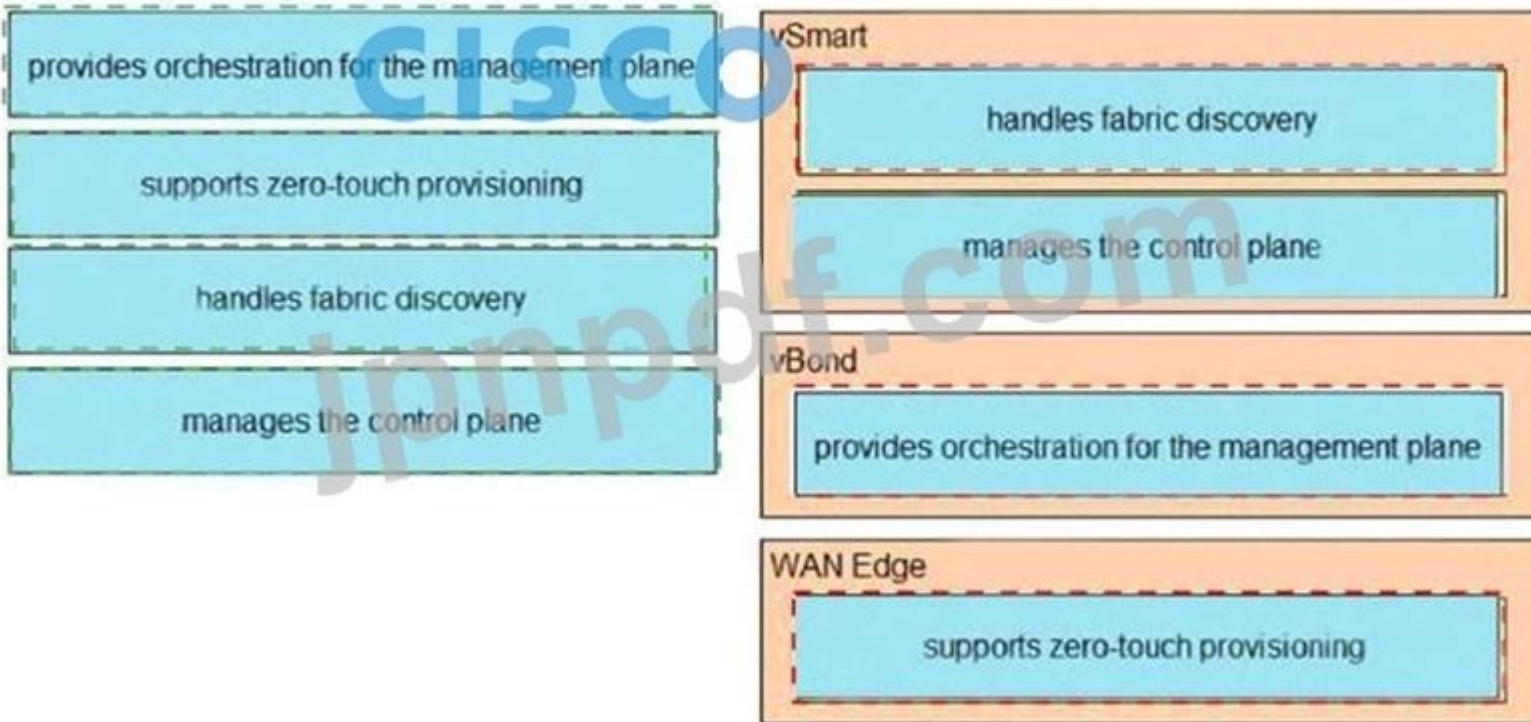 CISCO
provides orchestration for the management plane
supports zero-touch provisioning
handles fabric discovery
manages the control plane
vSmart
handles fabric discovery
manages the control plane
vBond
provides orchestration for the management plane
WAN Edge
supports zero-touch provisioning
jpnpdf.com